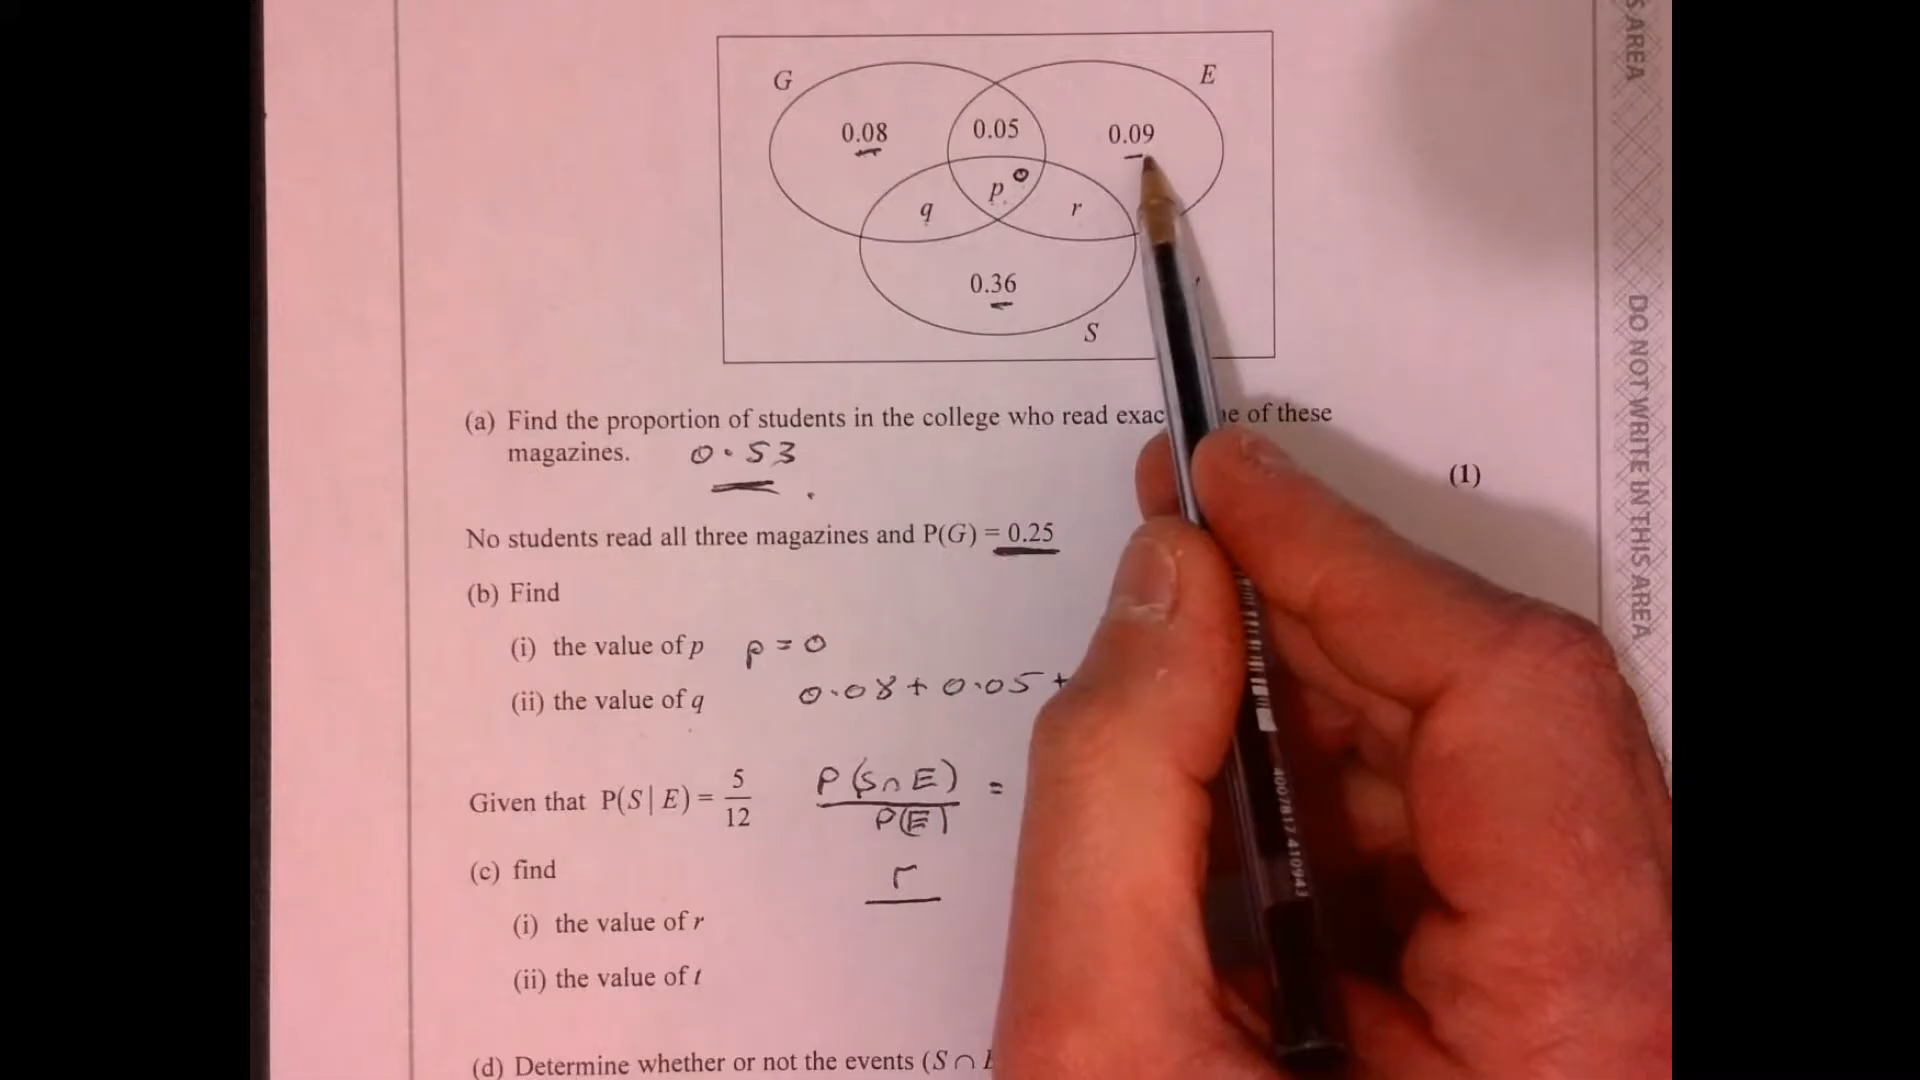 G
E
0.08
0.05
0.09
p 0
q
r
0.36
S
(a) Find the proportion of students in the college who read of these
magazines. 0.53
(1)
No students read all three magazines and P(G) = 0.25
(b) Find
(i) the value of p p = 0
(ii) the value of q 0.08 + 0.05 +
Given that P(S | E) = 5/12 P(S∩E)/P(E) =
(c) find
r
(i) the value of r
(ii) the value of t
(d) Determine whether or not the events (S ∩
S AREA
DO NOT WRITE IN THIS AREA
4007817 410943